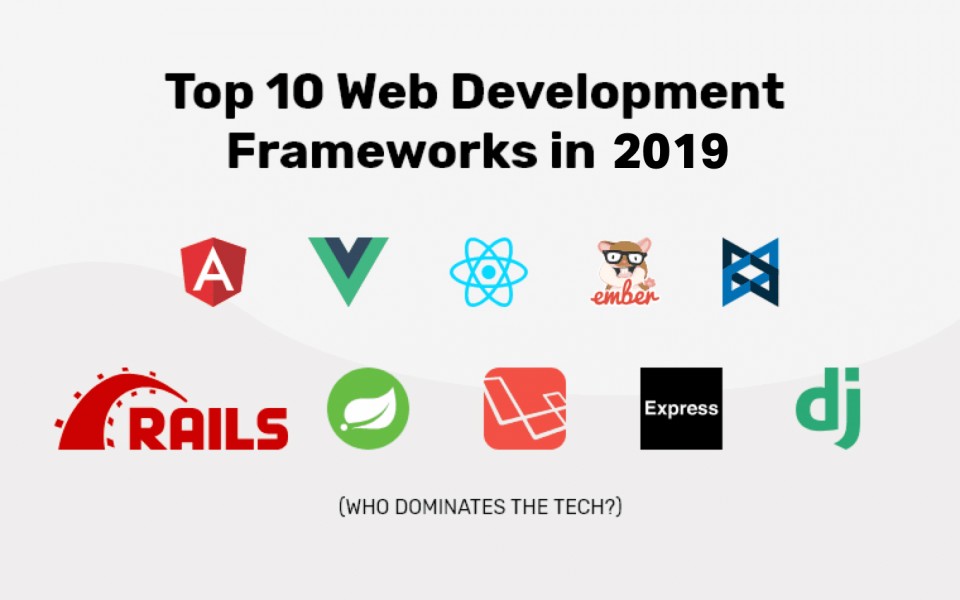 Top 10 Web Development
Frameworks in 2019
A
ember
RAILS
Express
dj
(WHO DOMINATES THE TECH?)